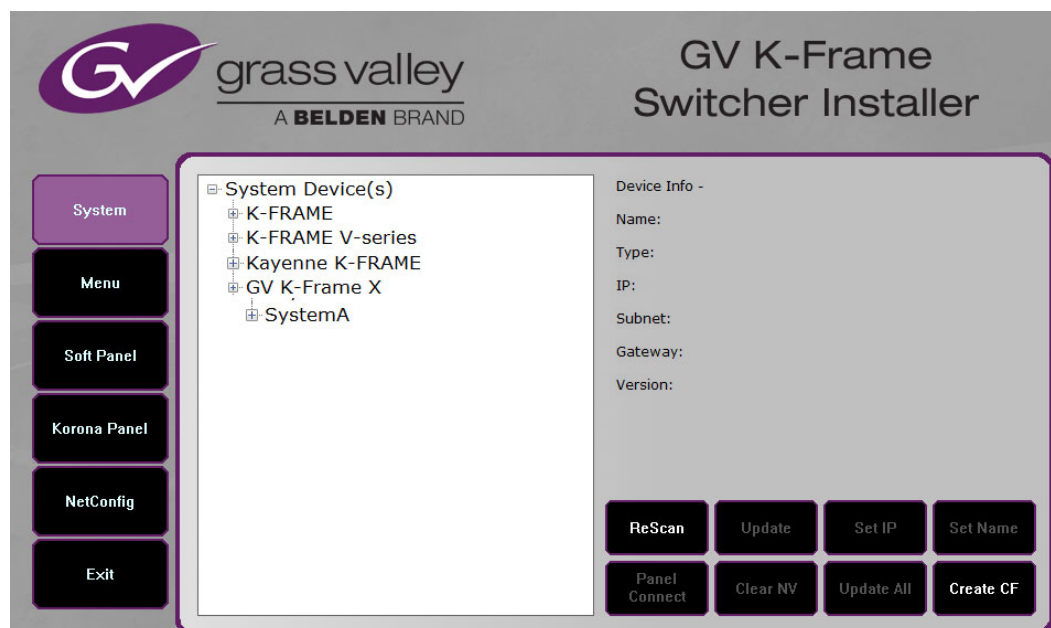 GV
grass valley
A BELDEN BRAND
GV K-Frame
Switcher Installer
System
Menu
Soft Panel
Korona Panel
NetConfig
Exit
System Device(s)
K-FRAME
K-FRAME V-series
Kayenne K-FRAME
GV K-Frame X
SystemA
Device Info -
Name:
Type:
IP:
Subnet:
Gateway:
Version:
ReScan
Update
Set IP
Set Name
Panel
Connect
Clear NV
Update All
Create CF